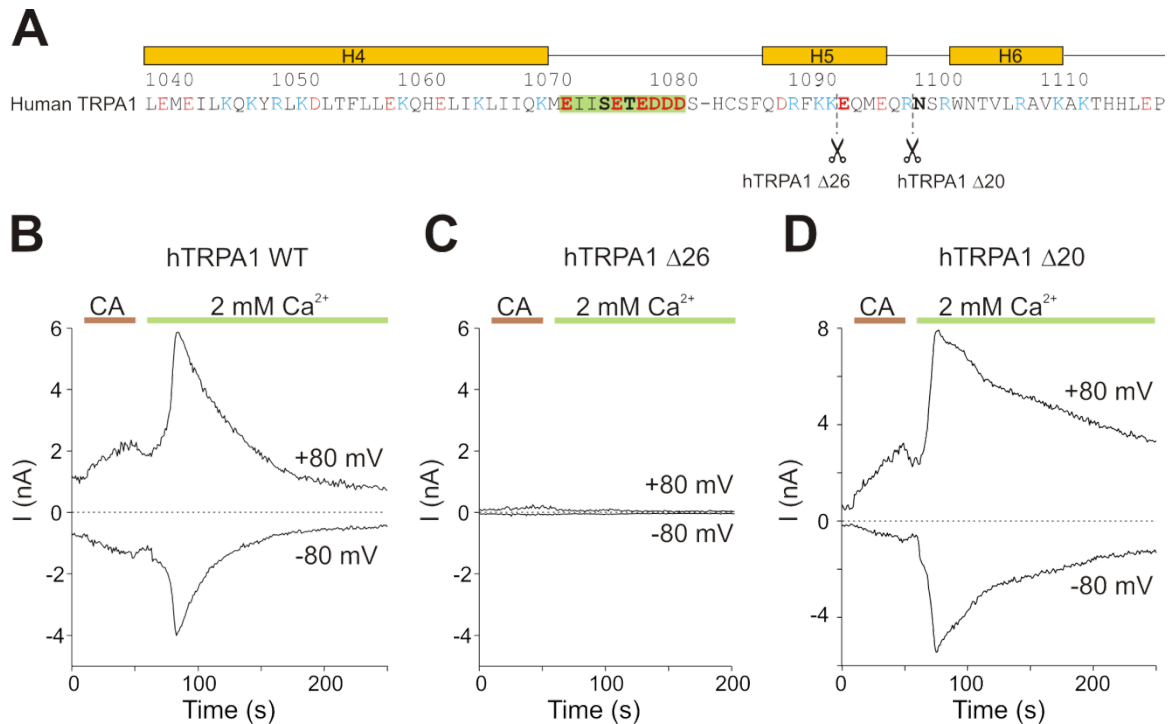 A
H4 H5 H6
1040 1050 1060 1070 1080 1092 1100 1110
Human TRPA1 LEMEILKQKYRLKDLTFLLEKQHELIKLIIQKMEIISETEDDDS-HCSFQDRFKKEQMEQRNSRWNTVLRAVKAKTHHLEP
hTRPA1 Δ26 hTRPA1 Δ20
B C D
hTRPA1 WT hTRPA1 Δ26 hTRPA1 Δ20
CA 2 mM Ca²⁺ CA 2 mM Ca²⁺ CA 2 mM Ca²⁺
6 6 8
4 4
2 2 4
+80 mV +80 mV +80 mV
0 0 0
-80 mV -80 mV -80 mV
-2 -2 -4
-4 -4
I (nA) I (nA) I (nA)
0 100 200 0 100 200 0 100 200
Time (s) Time (s) Time (s)